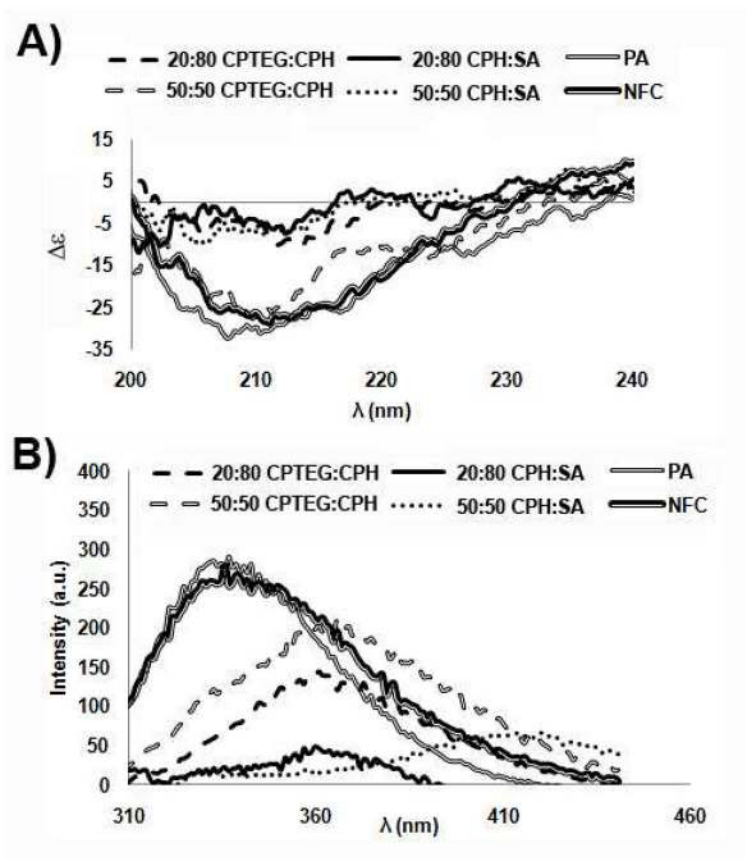 A)
20:80 CPTEG:CPH 20:80 CPH:SA PA
50:50 CPTEG:CPH 50:50 CPH:SA NFC
15
5
-5
-15
-25
-35
Δε
200 210 220 230 240
λ (nm)
B)
20:80 CPTEG:CPH 20:80 CPH:SA PA
50:50 CPTEG:CPH 50:50 CPH:SA NFC
400
350
300
250
200
150
100
50
0
Intensity (a.u.)
310 360 410 460
λ (nm)